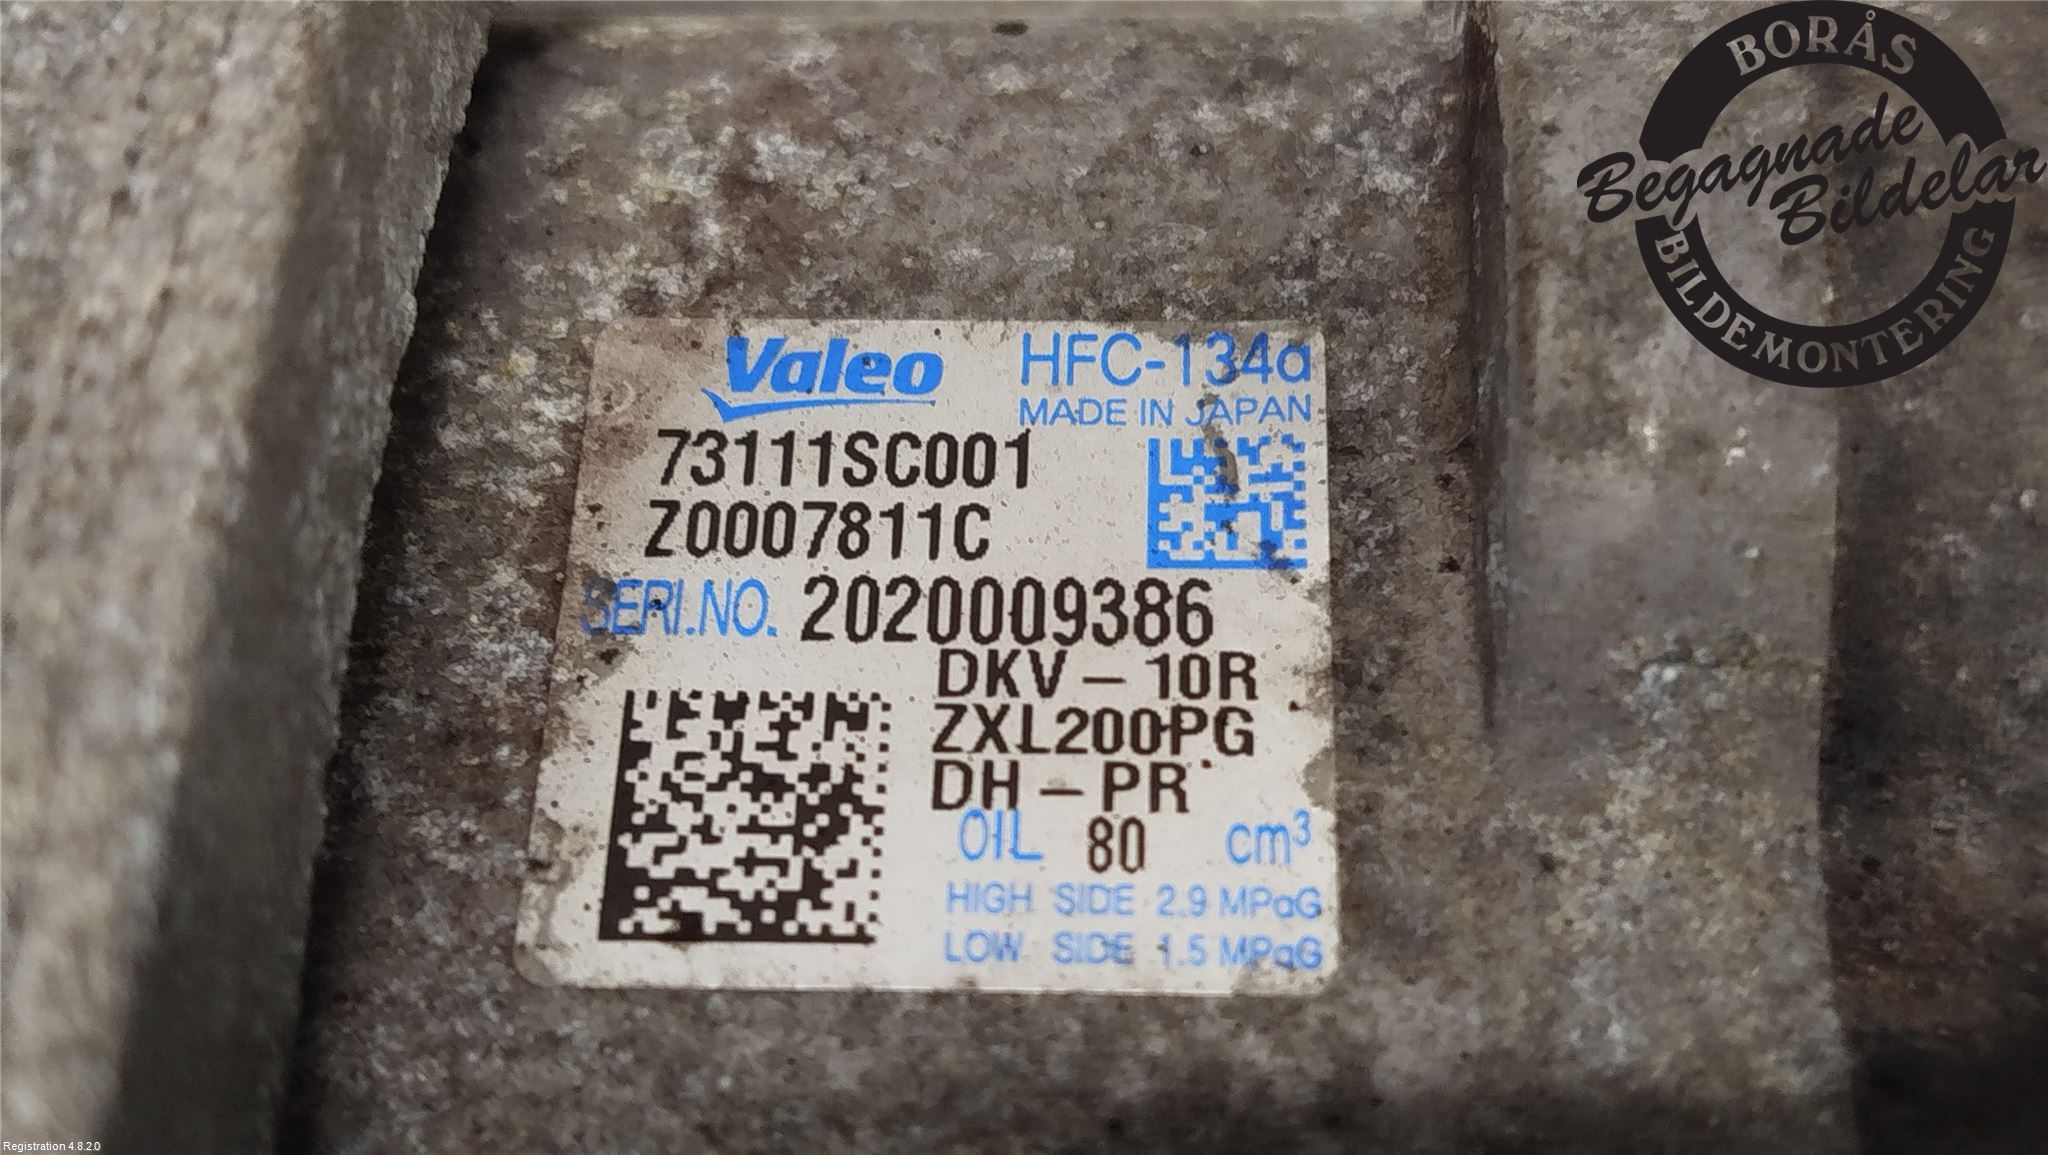 BORÅS
Begagnade
Bildelar
BILDEMONTERING
Valeo
HFC-134a
MADE IN JAPAN
73111SC001
Z0007811C
SERI.NO. 2020009386
DKV-10R
ZXL200PG
DH-PR
OIL 80 cm³
HIGH SIDE 2.9 MPaG
LOW SIDE 1.5 MPaG
Registration 4.8.2.0